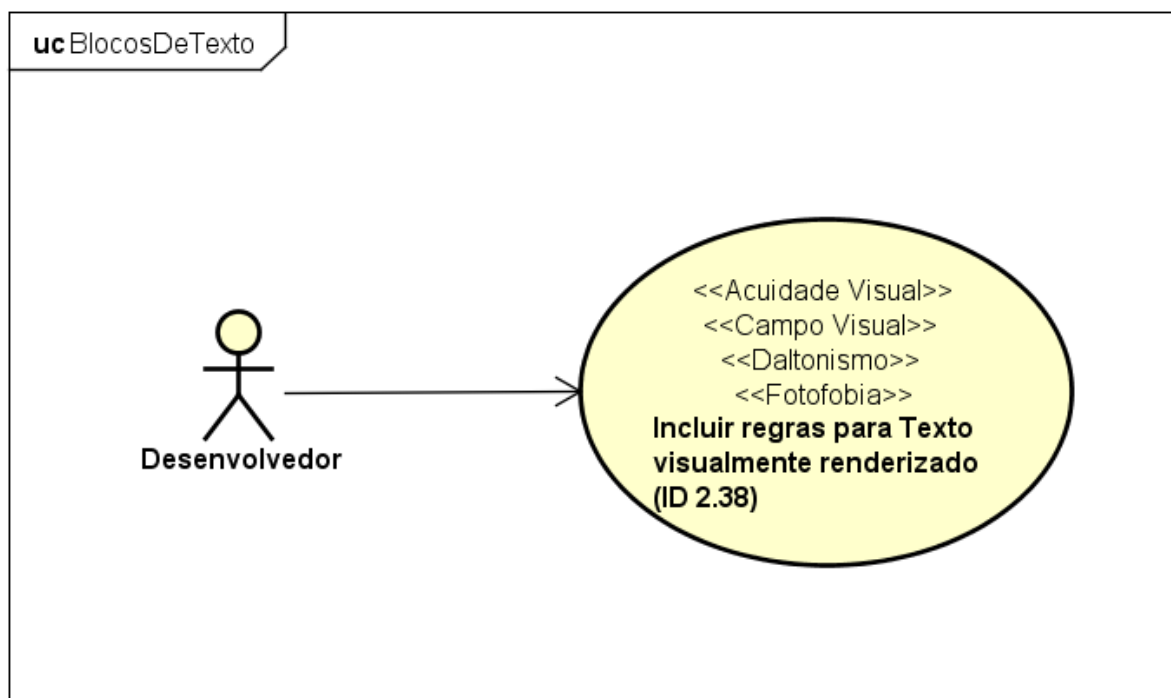 uc BlocosDeTexto
<<Acuidade Visual>>
<<Campo Visual>>
<<Daltonismo>>
<<Fotofobia>>
Incluir regras para Texto
visualmente renderizado
(ID 2.38)
Desenvolvedor